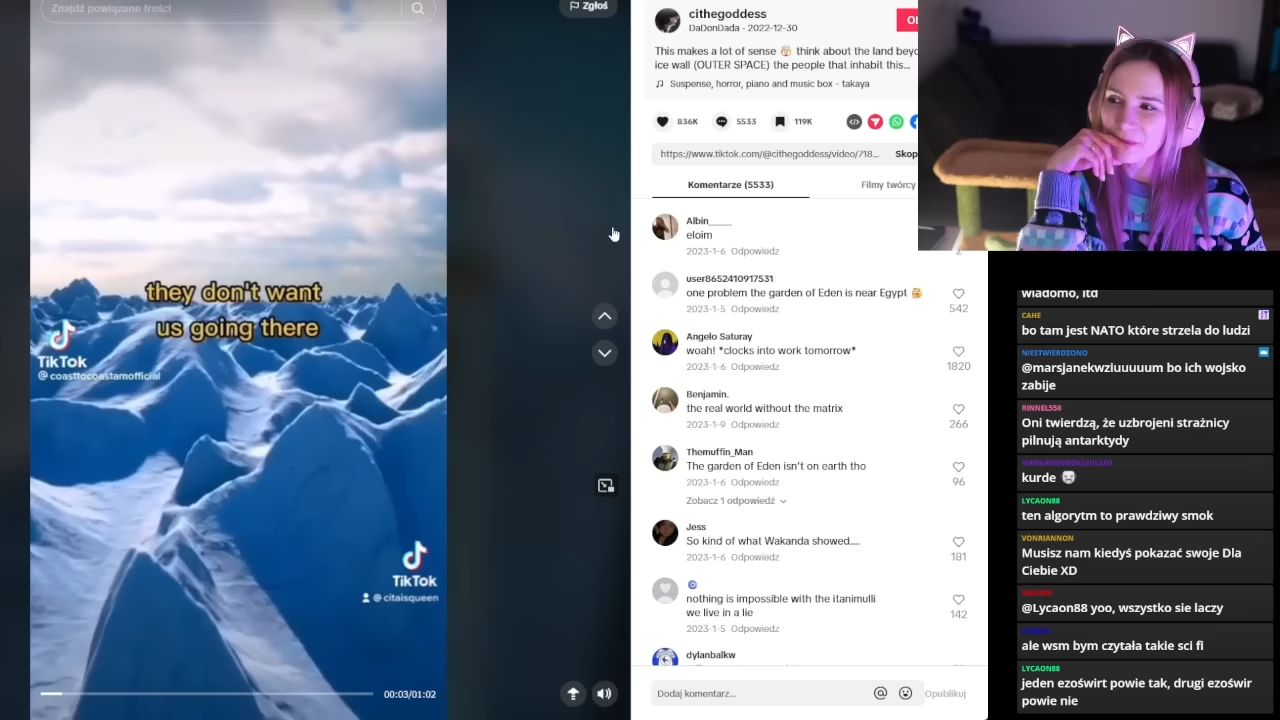 Znajdź powiązane treści
Zgłoś
they don't want
us going there
TikTok
@ coasttocoastamofficial
TikTok
@ citaisqueen
00:03/01:02
cithegoddess
DaDonDada · 2022-12-30
This makes a lot of sense 🤯 think about the land
ice wall (OUTER SPACE) the people that inhabit this...
Suspense, horror, piano and music box - takaya
836K
5533
119K
https://www.tiktok.com/@cithegoddess/video/718...
Komentarze (5533)
Filmy twórcy
Albin____
eloim
2023-1-6 Odpowiedz
2
user8652410917531
one problem the garden of Eden is near Egypt 🤯
2023-1-5 Odpowiedz
542
Angelo Saturay
woah! *clocks into work tomorrow*
2023-1-6 Odpowiedz
1820
Benjamin.
the real world without the matrix
2023-1-9 Odpowiedz
266
Themuffin_Man
The garden of Eden isn't on earth tho
2023-1-6 Odpowiedz
96
Zobacz 1 odpowiedź
Jess
So kind of what Wakanda showed....
2023-1-6 Odpowiedz
181
🧿
nothing is impossible with the itanimulli
we live in a lie
2023-1-5 Odpowiedz
142
dylanbalkw
Dodaj komentarz...
Opublikuj
wiadomo, itd
CAHE
bo tam jest NATO które strzela do ludzi
NIESTWIERDZONO
@marsjanekwziuuuuum bo ich wojsko
zabije
RINNEL558
Oni twierdzą, że uzbrojeni strażnicy
pilnują antarktydy
kurde
LYCAON88
ten algorytm to prawdziwy smok
VONRIANNON
Musisz nam kiedyś pokazać swoje Dla
Ciebie XD
@Lycaon88 yoo, wszystko sie laczy
ale wsm bym czytała takie sci fi
LYCAON88
jeden ezoświrt powie tak, drugi ezoświr
powie nie